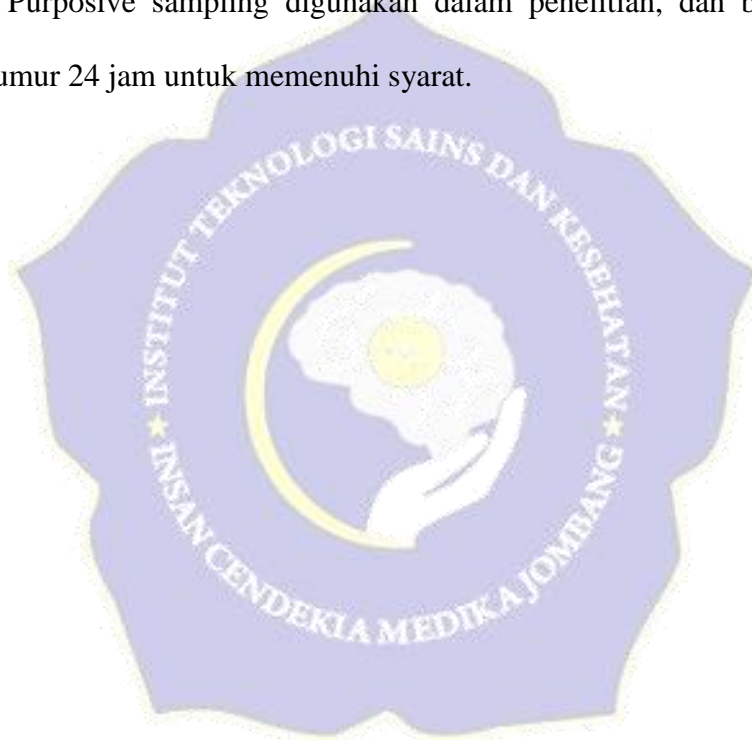 Purposive sampling digunakan dalam penelitian, dan b
umur 24 jam untuk memenuhi syarat.
INSTITUT TEKNOLOGI SAINS DAN KESEHATAN
INSAN CENDEKIA MEDIKA JOMBANG